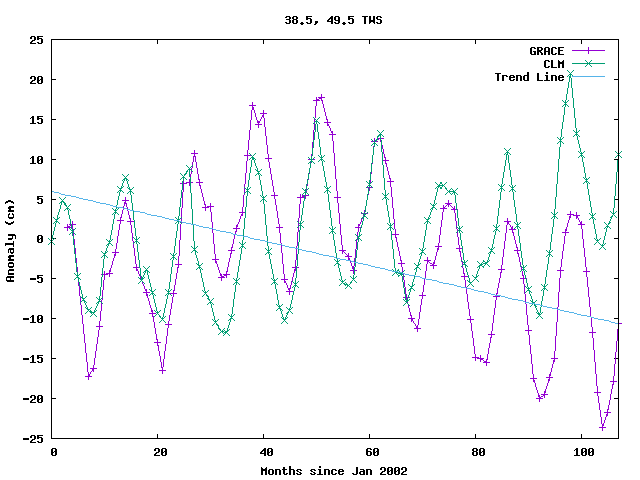 38.5, 49.5 TWS
GRACE
CLM
Trend Line
Anomaly (cm)
25
20
15
10
5
0
-5
-10
-15
-20
-25
0 20 40 60 80 100
Months since Jan 2002